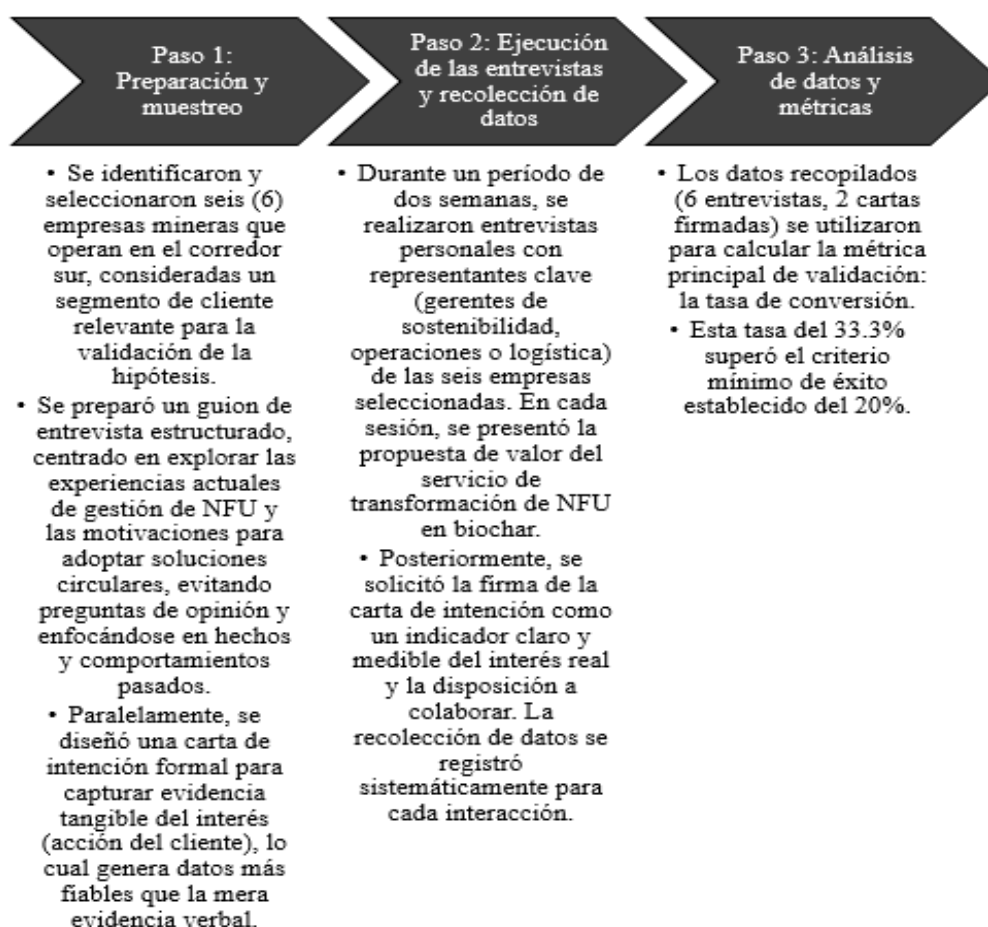 Paso 1:
Preparación y
muestreo
• Se identificaron y
seleccionaron seis (6)
empresas mineras que
operan en el corredor
sur, consideradas un
segmento de cliente
relevante para la
validación de la
hipótesis.
• Se preparó un guion de
entrevista estructurado,
centrado en explorar las
experiencias actuales
de gestión de NFU y
las motivaciones para
adoptar soluciones
circulares, evitando
preguntas de opinión y
enfocándose en hechos
y comportamientos
pasados.
• Paralelamente, se
diseñó una carta de
intención formal para
capturar evidencia
tangible del interés
(acción del cliente), lo
cual genera datos más
fiables que la mera
evidencia verbal.
Paso 2: Ejecución
de las entrevistas
y recolección de
datos
• Durante un período de
dos semanas, se
realizaron entrevistas
personales con
representantes clave
(gerentes de
sostenibilidad,
operaciones o logística)
de las seis empresas
seleccionadas. En cada
sesión, se presentó la
propuesta de valor del
servicio de
transformación de NFU
en biochar.
• Posteriormente, se
solicitó la firma de la
carta de intención como
un indicador claro y
medible del interés real
y la disposición a
colaborar. La
recolección de datos se
registró
sistemáticamente para
cada interacción.
Paso 3: Análisis
de datos y
métricas
• Los datos recopilados
(6 entrevistas, 2 cartas
firmadas) se utilizaron
para calcular la métrica
principal de validación:
la tasa de conversión.
• Esta tasa del 33.3%
superó el criterio
mínimo de éxito
establecido del 20%.